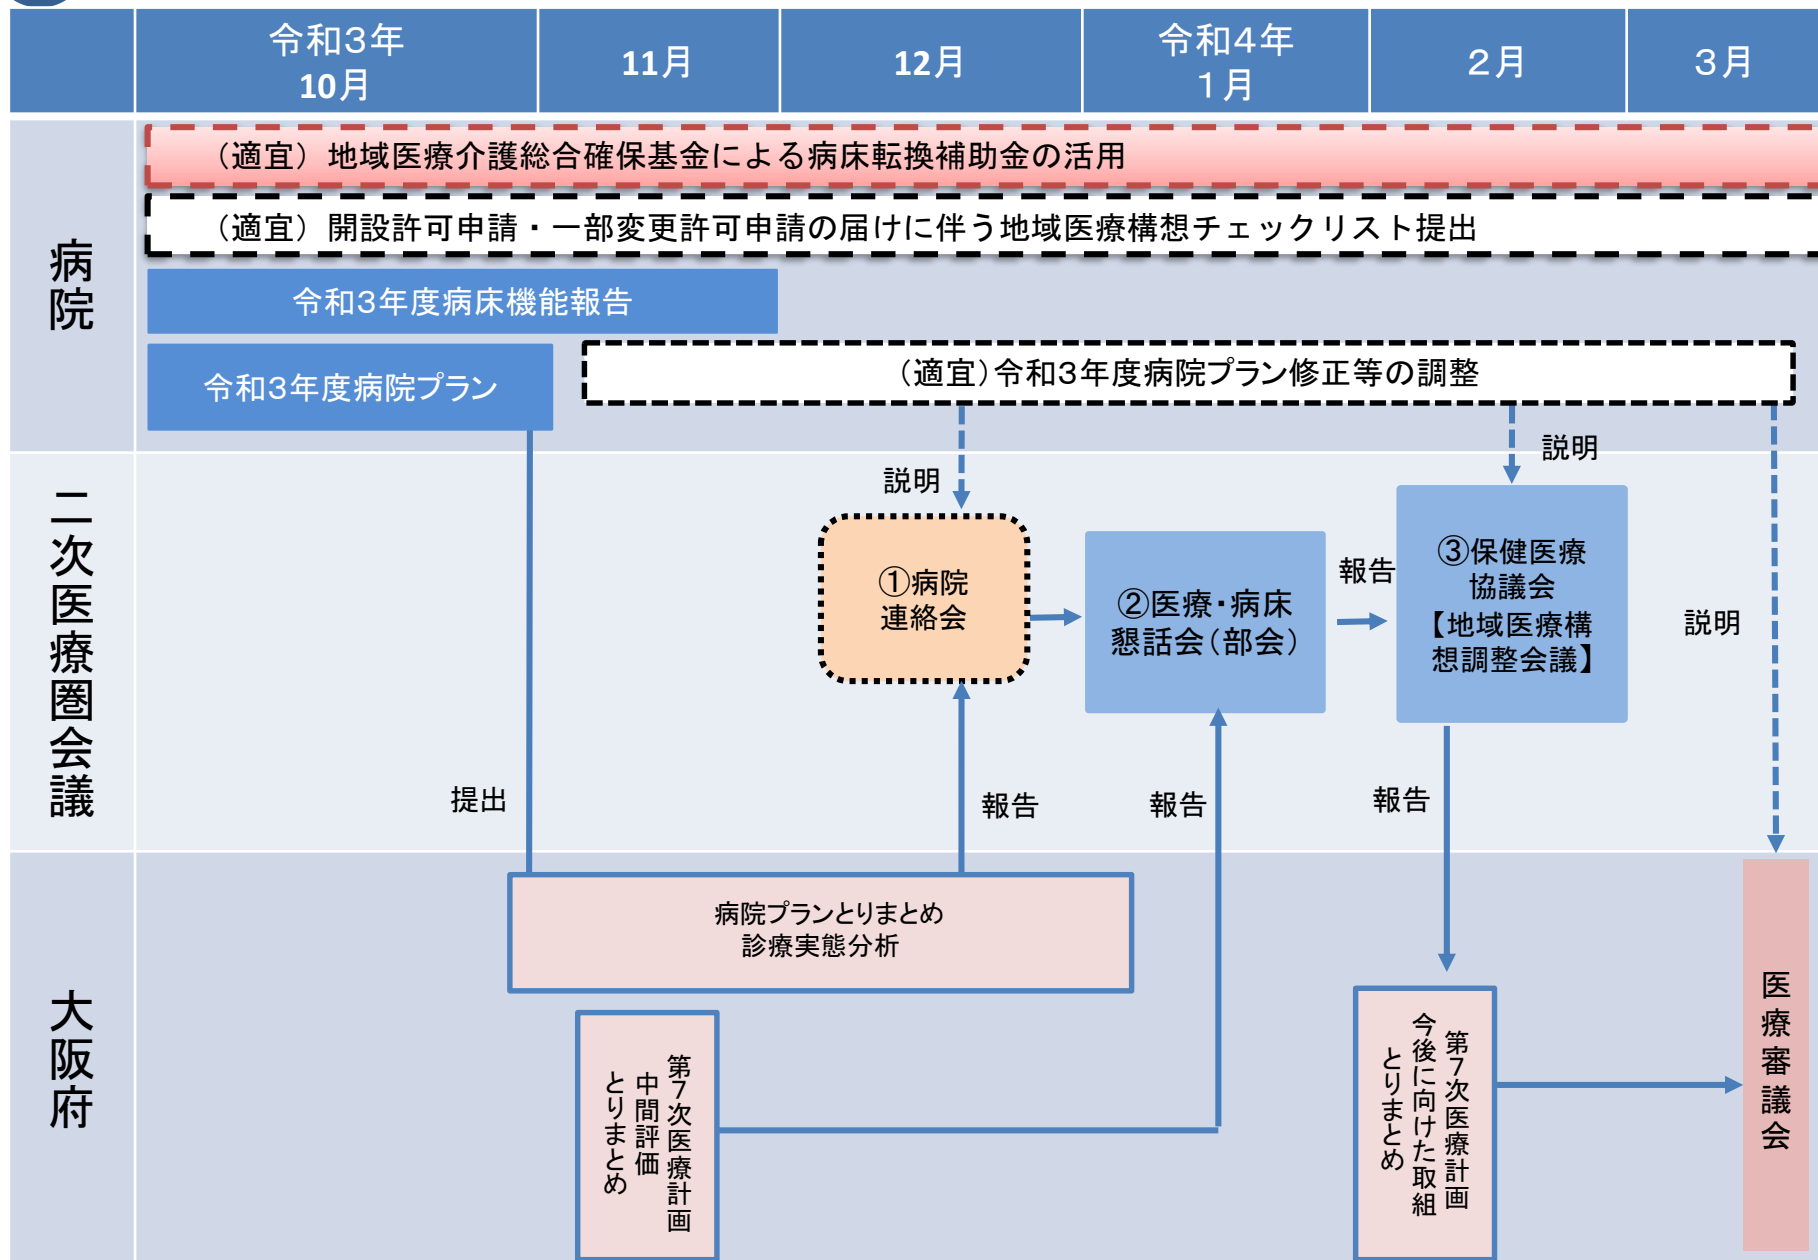 令和3年
10月
11月
12月
令和4年
1月
2月
3月
病院
(適宜) 地域医療介護総合確保基金による病床転換補助金の活用
(適宜) 開設許可申請・一部変更許可申請の届けに伴う地域医療構想チェックリスト提出
令和3年度病床機能報告
令和3年度病院プラン
(適宜)令和3年度病院プラン修正等の調整
二次医療圏会議
説明
説明
説明
①病院
連絡会
②医療・病床
懇話会(部会)
報告
③保健医療
協議会
【地域医療構
想調整会議】
提出
報告
報告
報告
大阪府
病院プランとりまとめ
診療実態分析
第7次医療計画
中間評価
とりまとめ
第7次医療計画
今後に向けた取組
とりまとめ
医療審議会